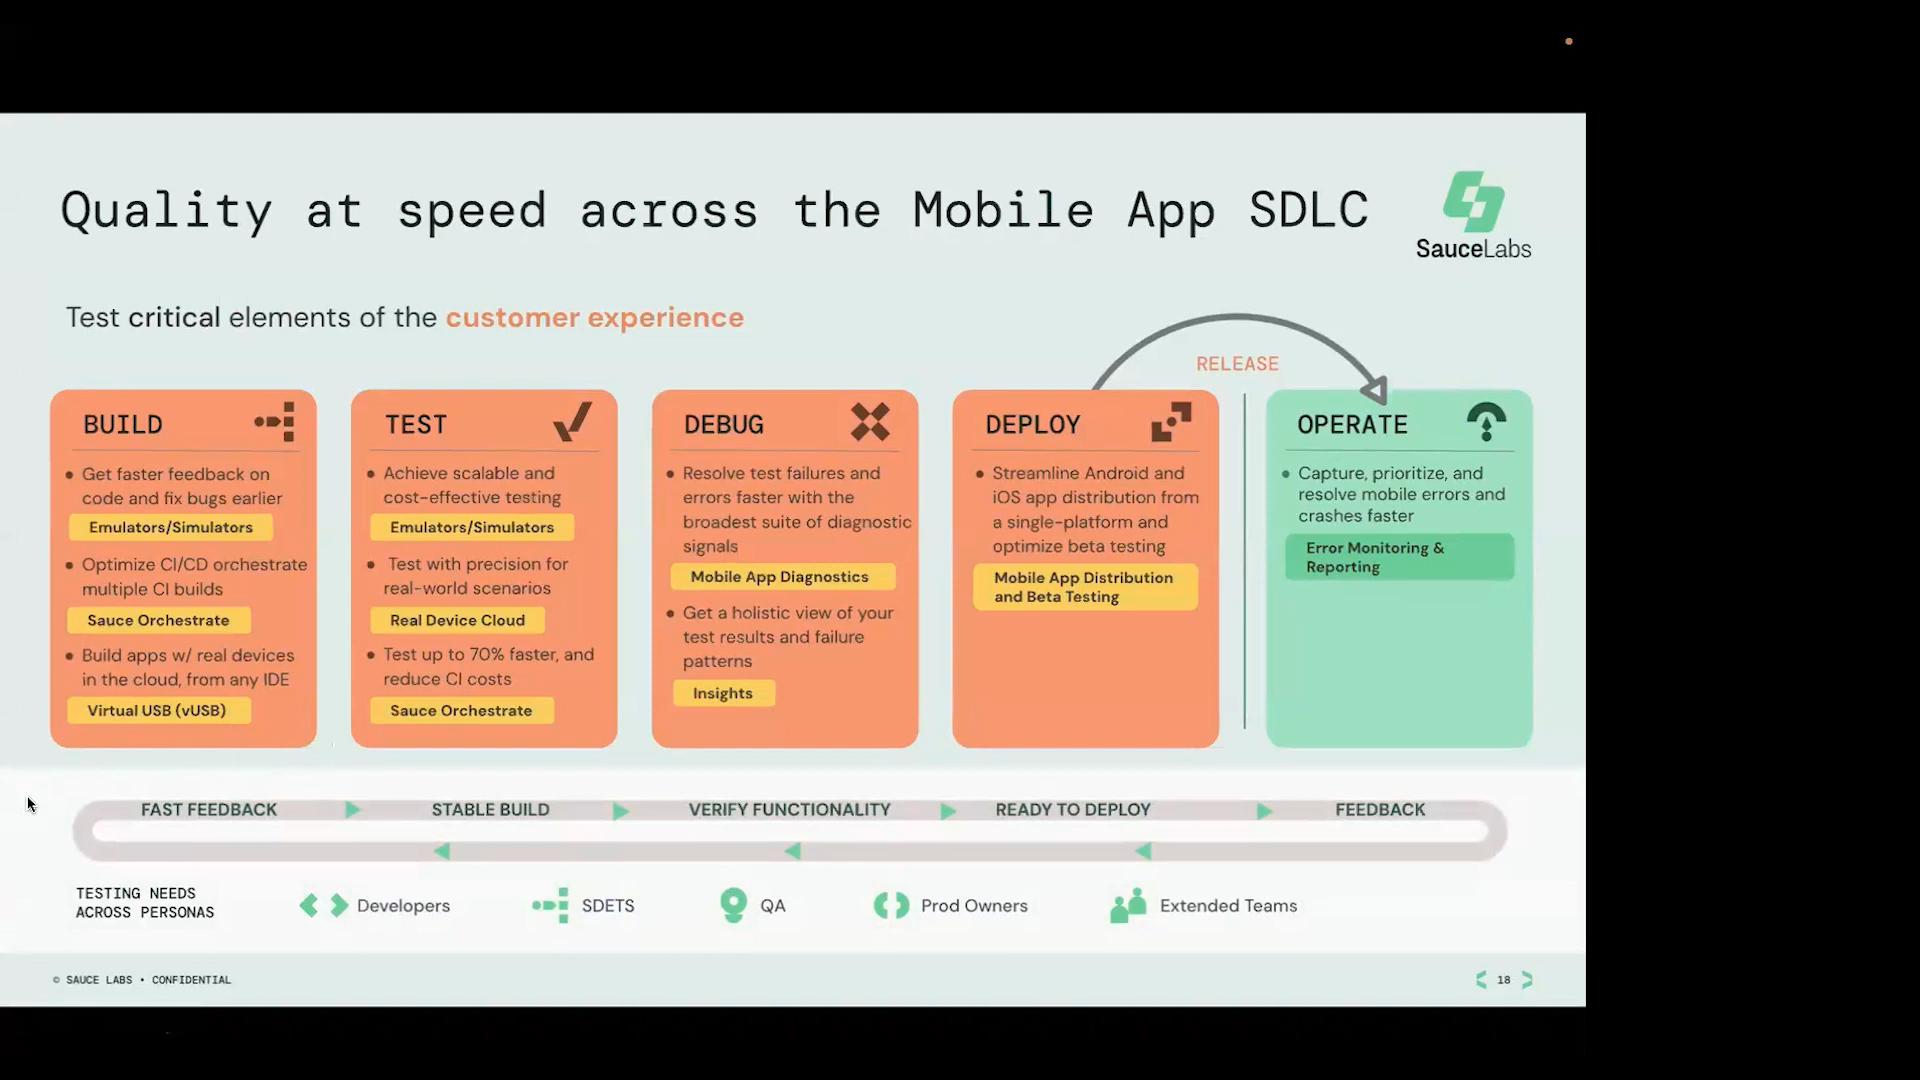 Quality at speed across the Mobile App SDLC
SauceLabs
Test critical elements of the customer experience
RELEASE
BUILD
• Get faster feedback on
code and fix bugs earlier
Emulators/Simulators
• Optimize CI/CD orchestrate
multiple CI builds
Sauce Orchestrate
• Build apps w/ real devices
in the cloud, from any IDE
Virtual USB (vUSB)
TEST
• Achieve scalable and
cost-effective testing
Emulators/Simulators
• Test with precision for
real-world scenarios
Real Device Cloud
• Test up to 70% faster, and
reduce CI costs
Sauce Orchestrate
DEBUG
• Resolve test failures and
errors faster with the
broadest suite of diagnostic
signals
Mobile App Diagnostics
• Get a holistic view of your
test results and failure
patterns
Insights
DEPLOY
• Streamline Android and
iOS app distribution from
a single-platform and
optimize beta testing
Mobile App Distribution
and Beta Testing
OPERATE
• Capture, prioritize, and
resolve mobile errors and
crashes faster
Error Monitoring &
Reporting
FAST FEEDBACK
STABLE BUILD
VERIFY FUNCTIONALITY
READY TO DEPLOY
FEEDBACK
TESTING NEEDS
ACROSS PERSONAS
Developers
SDETS
QA
Prod Owners
Extended Teams
© SAUCE LABS • CONFIDENTIAL
18